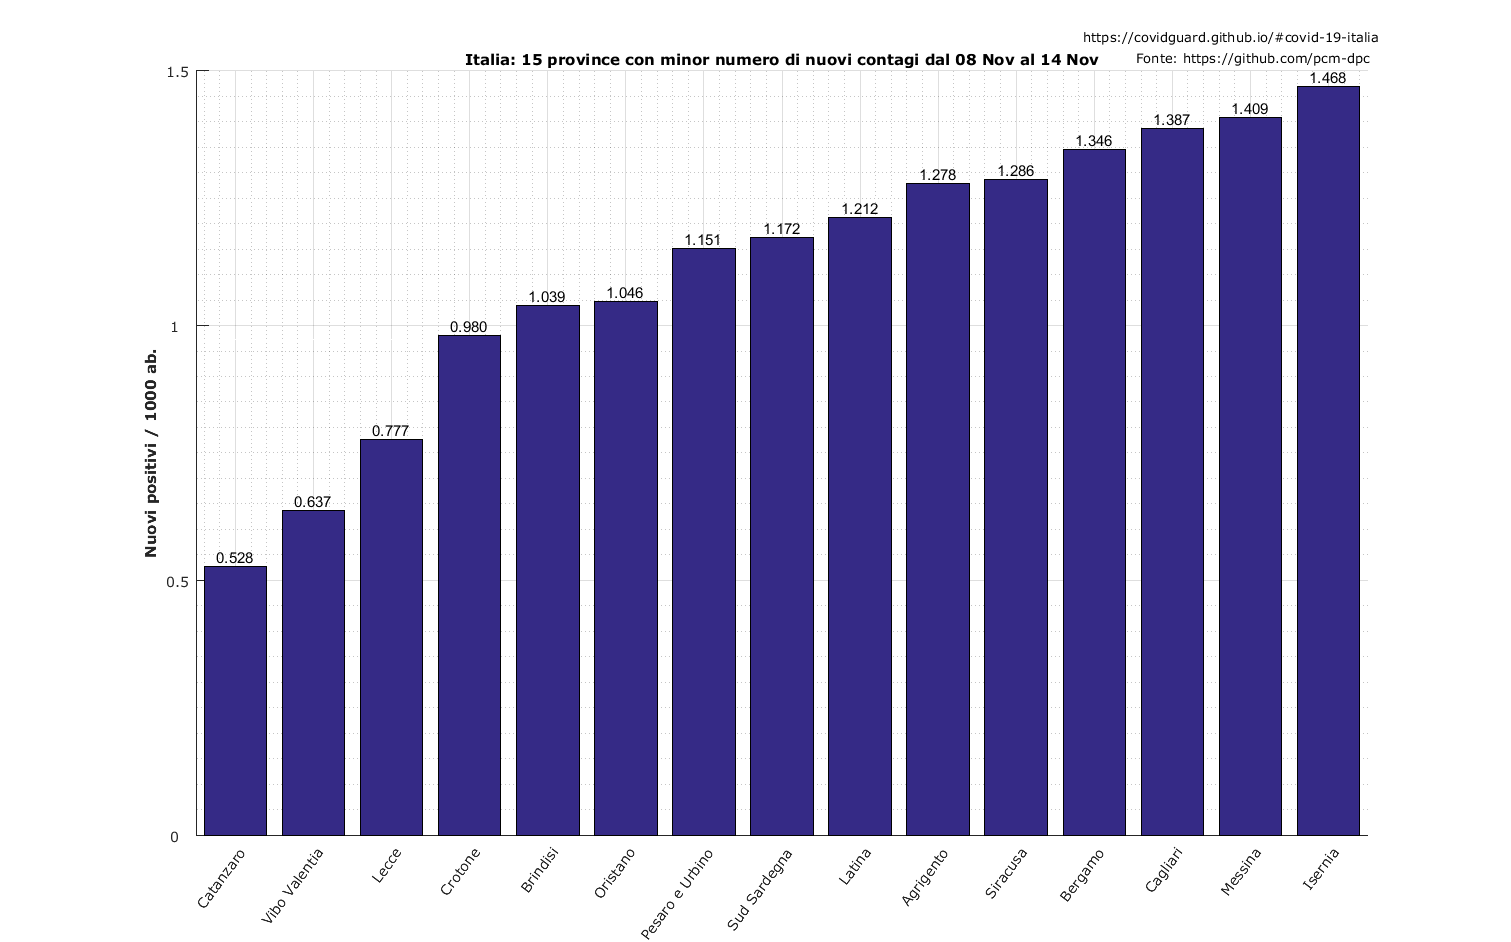 https://covidguard.github.io/#covid-19-italia
Italia: 15 province con minor numero di nuovi contagi dal 08 Nov al 14 Nov
Fonte: https://github.com/pcm-dpc
Nuovi positivi / 1000 ab.
1.5
1
0.5
0
0.528
0.637
0.777
0.980
1.039
1.046
1.151
1.172
1.212
1.278
1.286
1.346
1.387
1.409
1.468
Catanzaro
Vibo Valentia
Lecce
Crotone
Brindisi
Oristano
Pesaro e Urbino
Sud Sardegna
Latina
Agrigento
Siracusa
Bergamo
Cagliari
Messina
Isernia